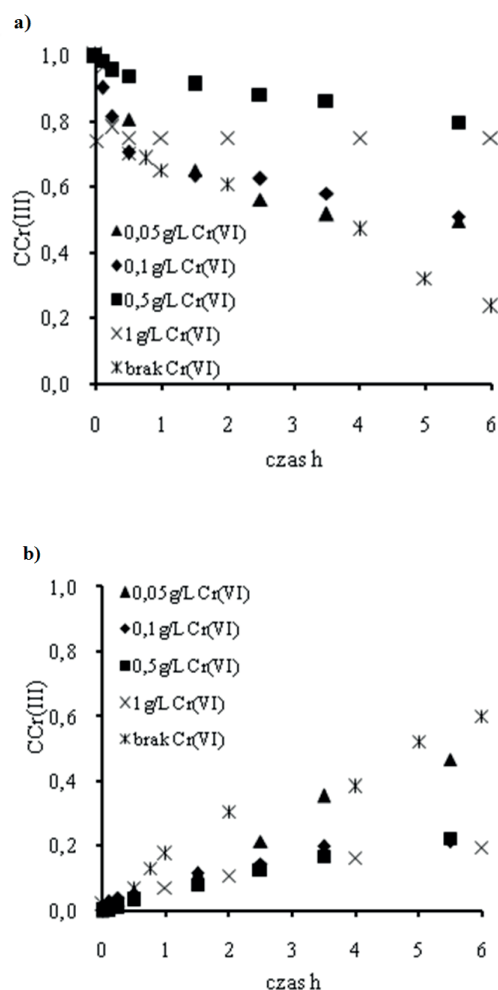 a)
CCr(III)
1,0
0,8
0,6
0,4
0,2
0,0
0,05 g/L Cr(VI)
0,1 g/L Cr(VI)
0,5 g/L Cr(VI)
1 g/L Cr(VI)
brak Cr(VI)
0 1 2 3 4 5 6
czas h
b)
CCr(III)
1,0
0,8
0,6
0,4
0,2
0,0
0,05 g/L Cr(VI)
0,1 g/L Cr(VI)
0,5 g/L Cr(VI)
1 g/L Cr(VI)
brak Cr(VI)
0 1 2 3 4 5 6
czas h